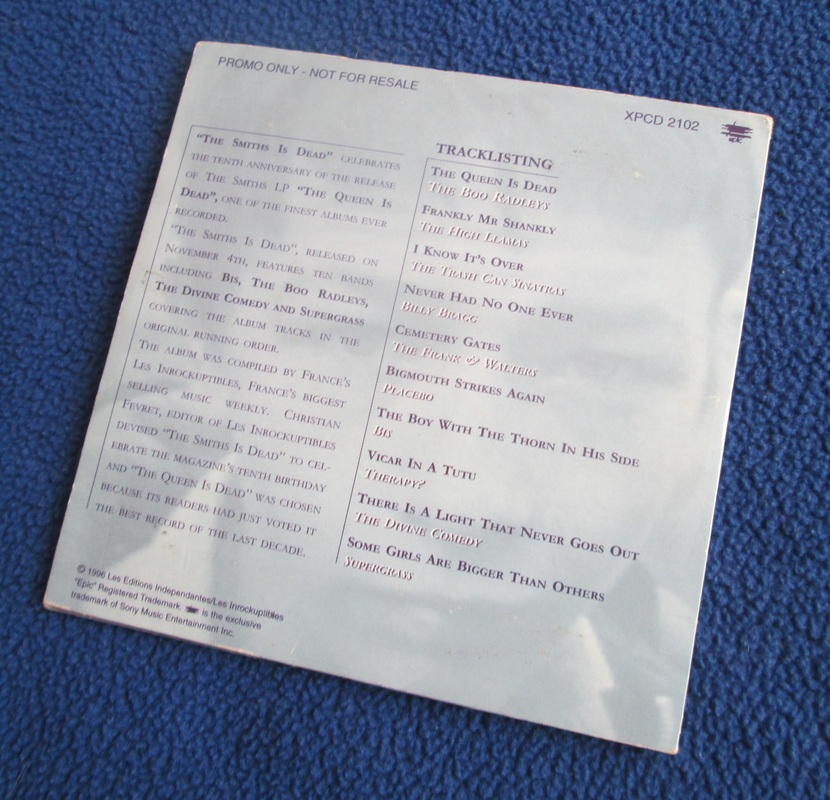 PROMO ONLY - NOT FOR RESALE
XPCD 2102
"The Smiths Is Dead" celebrates
the tenth anniversary of the release
of The Smiths LP "The Queen Is
Dead", one of the finest albums ever
recorded.
"The Smiths Is Dead", released on
November 4th, features ten bands
including Bis, The Boo Radleys,
The Divine Comedy and Supergrass
covering the album tracks in the
original running order.
The album was compiled by France's
Les Inrockuptibles, France's biggest
selling music weekly. Christian
Fevret, editor of Les Inrockuptibles
devised "The Smiths Is Dead" to cel-
ebrate the magazine's tenth birthday
and "The Queen Is Dead" was chosen
because its readers had just voted it
the best record of the last decade.
Tracklisting
The Queen Is Dead
The Boo Radleys
Frankly Mr Shankly
The High Llamas
I Know It's Over
The Trash Can Sinatras
Never Had No One Ever
Billy Bragg
Cemetery Gates
The Frank & Walters
Bigmouth Strikes Again
Placebo
The Boy With The Thorn In His Side
Bis
Vicar In A Tutu
Therapy?
There Is A Light That Never Goes Out
The Divine Comedy
Some Girls Are Bigger Than Others
Supergrass
© 1996 Les Editions Independantes/Les Inrockuptibles
"Epic" Registered Trademark. is the exclusive
trademark of Sony Music Entertainment Inc.